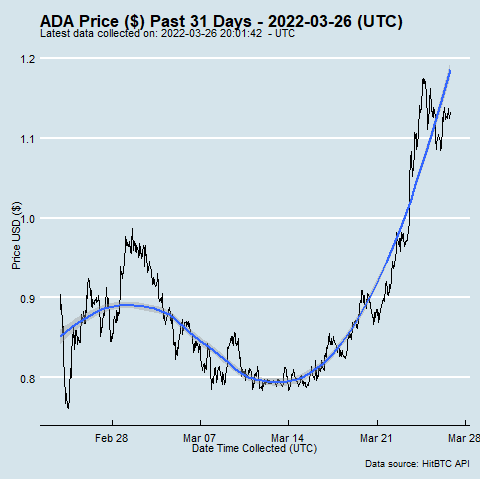 ADA Price ($) Past 31 Days - 2022-03-26 (UTC)
Latest data collected on: 2022-03-26 20:01:42 - UTC
1.2
1.1
1.0
0.9
0.8
Price USD ($)
Feb 28 Mar 07 Mar 14 Mar 21 Mar 28
Date Time Collected (UTC)
Data source: HitBTC API